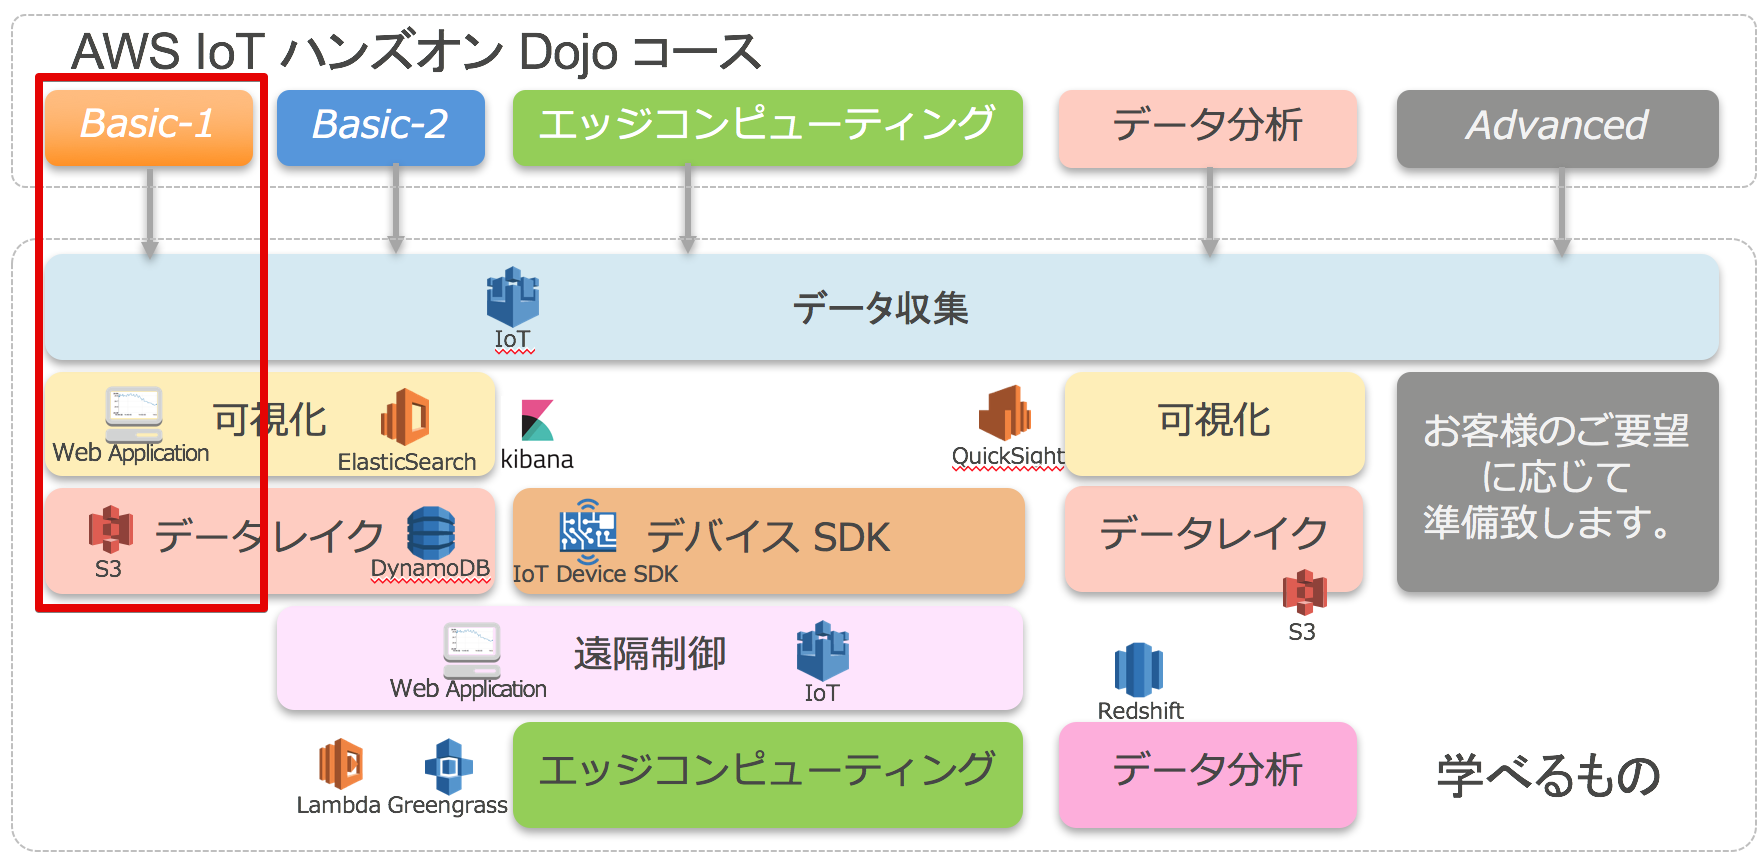 AWS IoT ハンズオン Dojo コース
Basic-1
Basic-2
エッジコンピューティング
データ分析
Advanced
IoT
データ収集
Web Application
可視化
ElasticSearch
kibana
QuickSight
可視化
お客様のご要望
に応じて
準備致します。
S3
データレイク
DynamoDB
IoT Device SDK
デバイス SDK
データレイク
S3
Web Application
遠隔制御
IoT
Redshift
Lambda
Greengrass
エッジコンピューティング
データ分析
学べるもの